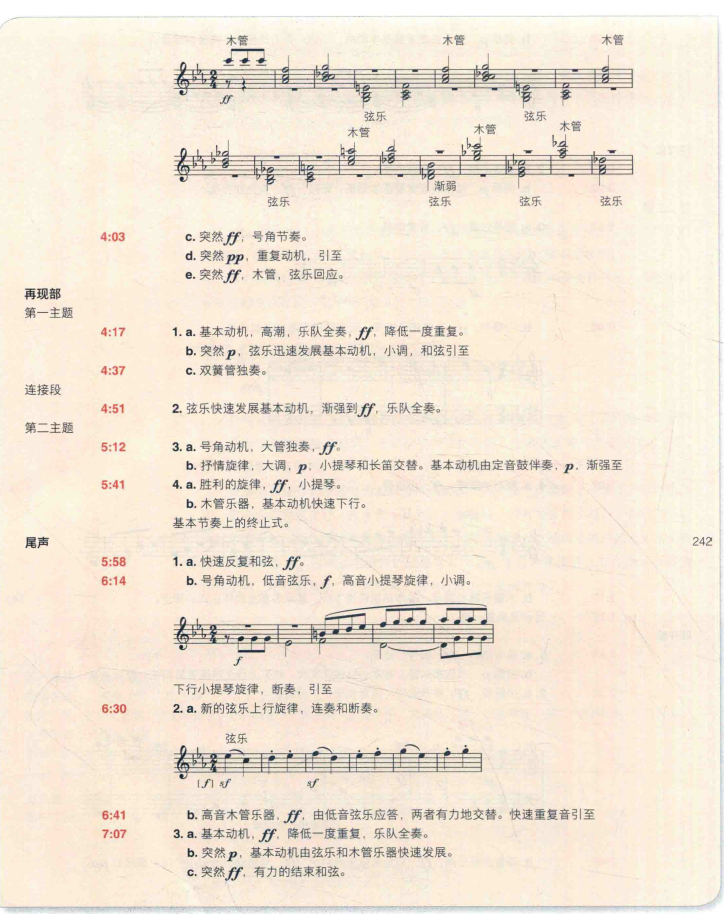 木管 木管 木管
ff
弦乐 弦乐
木管 木管 木管
渐弱
弦乐 弦乐 弦乐 弦乐
4:03 c. 突然 ff，号角节奏。
d. 突然 pp，重复动机，引至
e. 突然 ff，木管，弦乐回应。
再现部
第一主题
4:17 1. a. 基本动机，高潮，乐队全奏，ff，降低一度重复。
b. 突然 p，弦乐迅速发展基本动机，小调，和弦引至
4:37 c. 双簧管独奏。
连接段
4:51 2. 弦乐快速发展基本动机，渐强到 ff，乐队全奏。
第二主题
5:12 3. a. 号角动机，大管独奏，ff。
b. 抒情旋律，大调，p，小提琴和长笛交替。基本动机由定音鼓伴奏，p，渐强至
5:41 4. a. 胜利的旋律，ff，小提琴。
b. 木管乐器，基本动机快速下行。
基本节奏上的终止式。
尾声
242
5:58 1. a. 快速反复和弦，ff。
6:14 b. 号角动机，低音弦乐，f，高音小提琴旋律，小调。
f
下行小提琴旋律，断奏，引至
6:30 2. a. 新的弦乐上行旋律，连奏和断奏。
弦乐
[f] sf sf
6:41 b. 高音木管乐器，ff，由低音弦乐应答，两者有力地交替。快速重复音引至
7:07 3. a. 基本动机，ff，降低一度重复，乐队全奏。
b. 突然 p，基本动机由弦乐和木管乐器快速发展。
c. 突然 ff，有力的结束和弦。